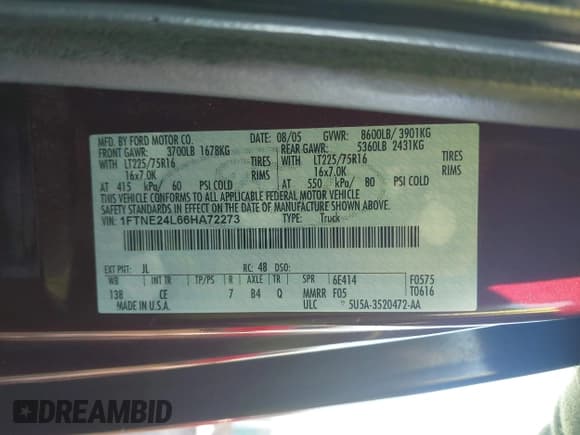 MFD. BY FORD MOTOR CO. DATE: 08/05 GVWR: 8600LB/ 3901KG
FRONT GAWR: 3700LB 1678KG REAR GAWR: 5360LB 2431KG
WITH LT225/75R16 TIRES WITH LT225/75R16 TIRES
16x7.0K RIMS 16x7.0K RIMS
AT 415 kPa/ 60 PSI COLD AT 550 kPa/ 80 PSI COLD
THIS VEHICLE CONFORMS TO ALL APPLICABLE FEDERAL MOTOR VEHICLE
SAFETY STANDARDS IN EFFECT ON THE DATE OF MANUFACTURE SHOWN ABOVE.
VIN: 1FTNE24L66HA72273 TYPE: Truck
EXT PNT: JL RC: 48 DSO:
WB INT TR TP/PS R AXLE TR SPR 6E414 F0575
138 CE 7 B4 Q MMRR F05 T0616
MADE IN U.S.A. ULC 5U5A-3520472-AA
DREAMBID